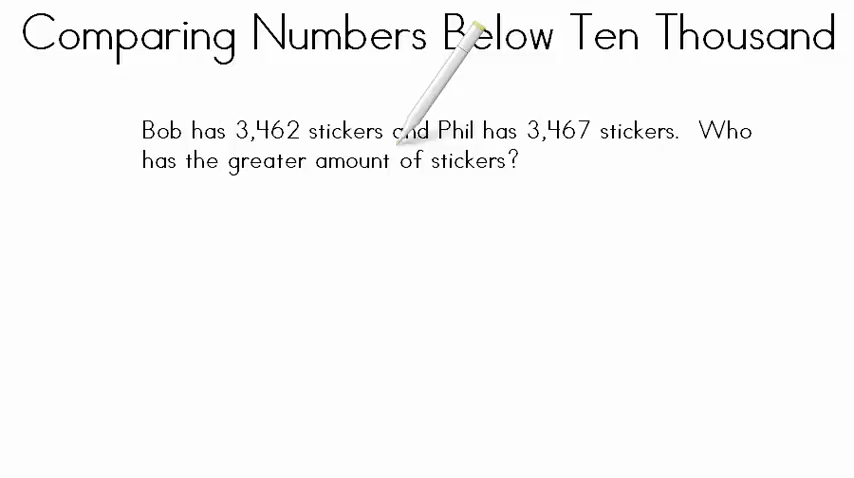 Comparing Numbers Below Ten Thousand
Bob has 3,462 stickers and Phil has 3,467 stickers. Who
has the greater amount of stickers?